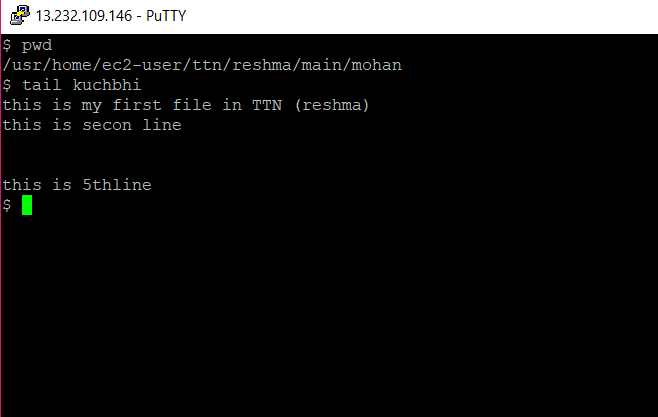 13.232.109.146 - PuTTY
$ pwd
/usr/home/ec2-user/ttn/reshma/main/mohan
$ tail kuchbhi
this is my first file in TTN (reshma)
this is secon line
this is 5thline
$